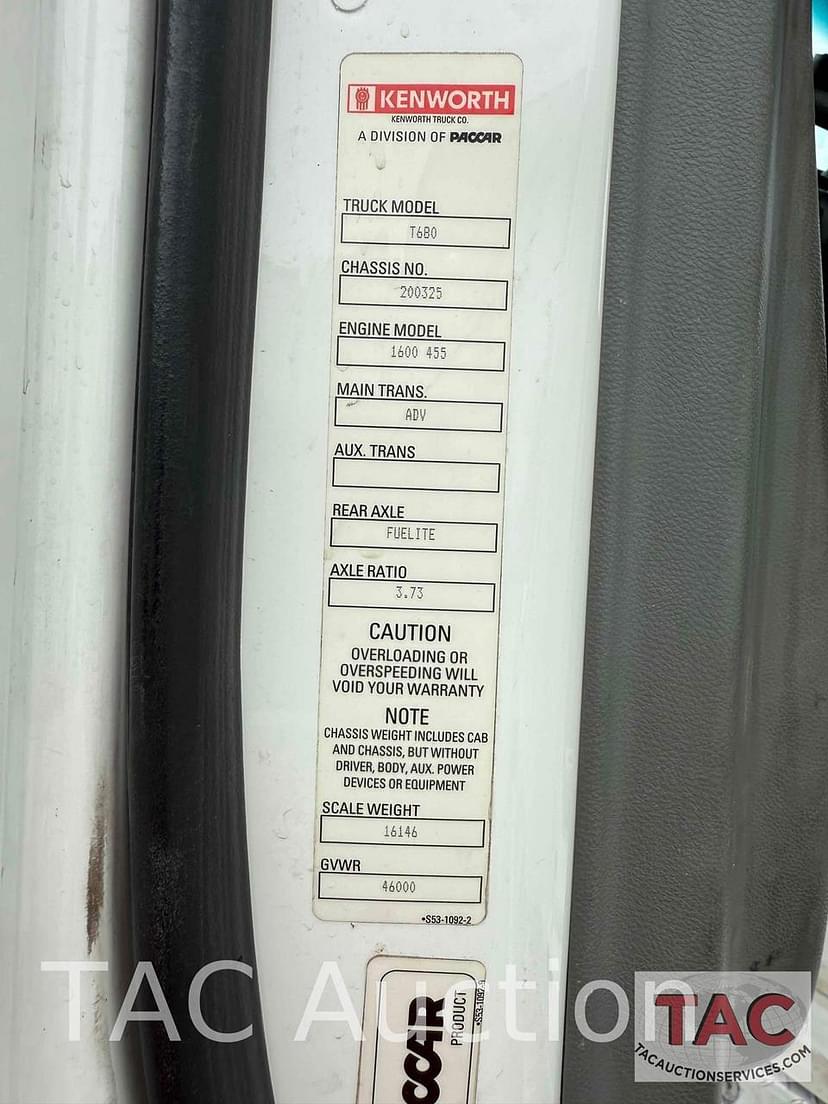 KENWORTH
KENWORTH TRUCK CO.
A DIVISION OF PACCAR
TRUCK MODEL
T680
CHASSIS NO.
200325
ENGINE MODEL
1600 455
MAIN TRANS.
ADV
AUX. TRANS
REAR AXLE
FUELITE
AXLE RATIO
3.73
CAUTION
OVERLOADING OR
OVERSPEEDING WILL
VOID YOUR WARRANTY
NOTE
CHASSIS WEIGHT INCLUDES CAB
AND CHASSIS, BUT WITHOUT
DRIVER, BODY, AUX. POWER
DEVICES OR EQUIPMENT
SCALE WEIGHT
16146
GVWR
46000
•S53-1092-2
CCAR
PRODUCT
TAC Auction
TAC
TACAUCTIONSERVICES.COM